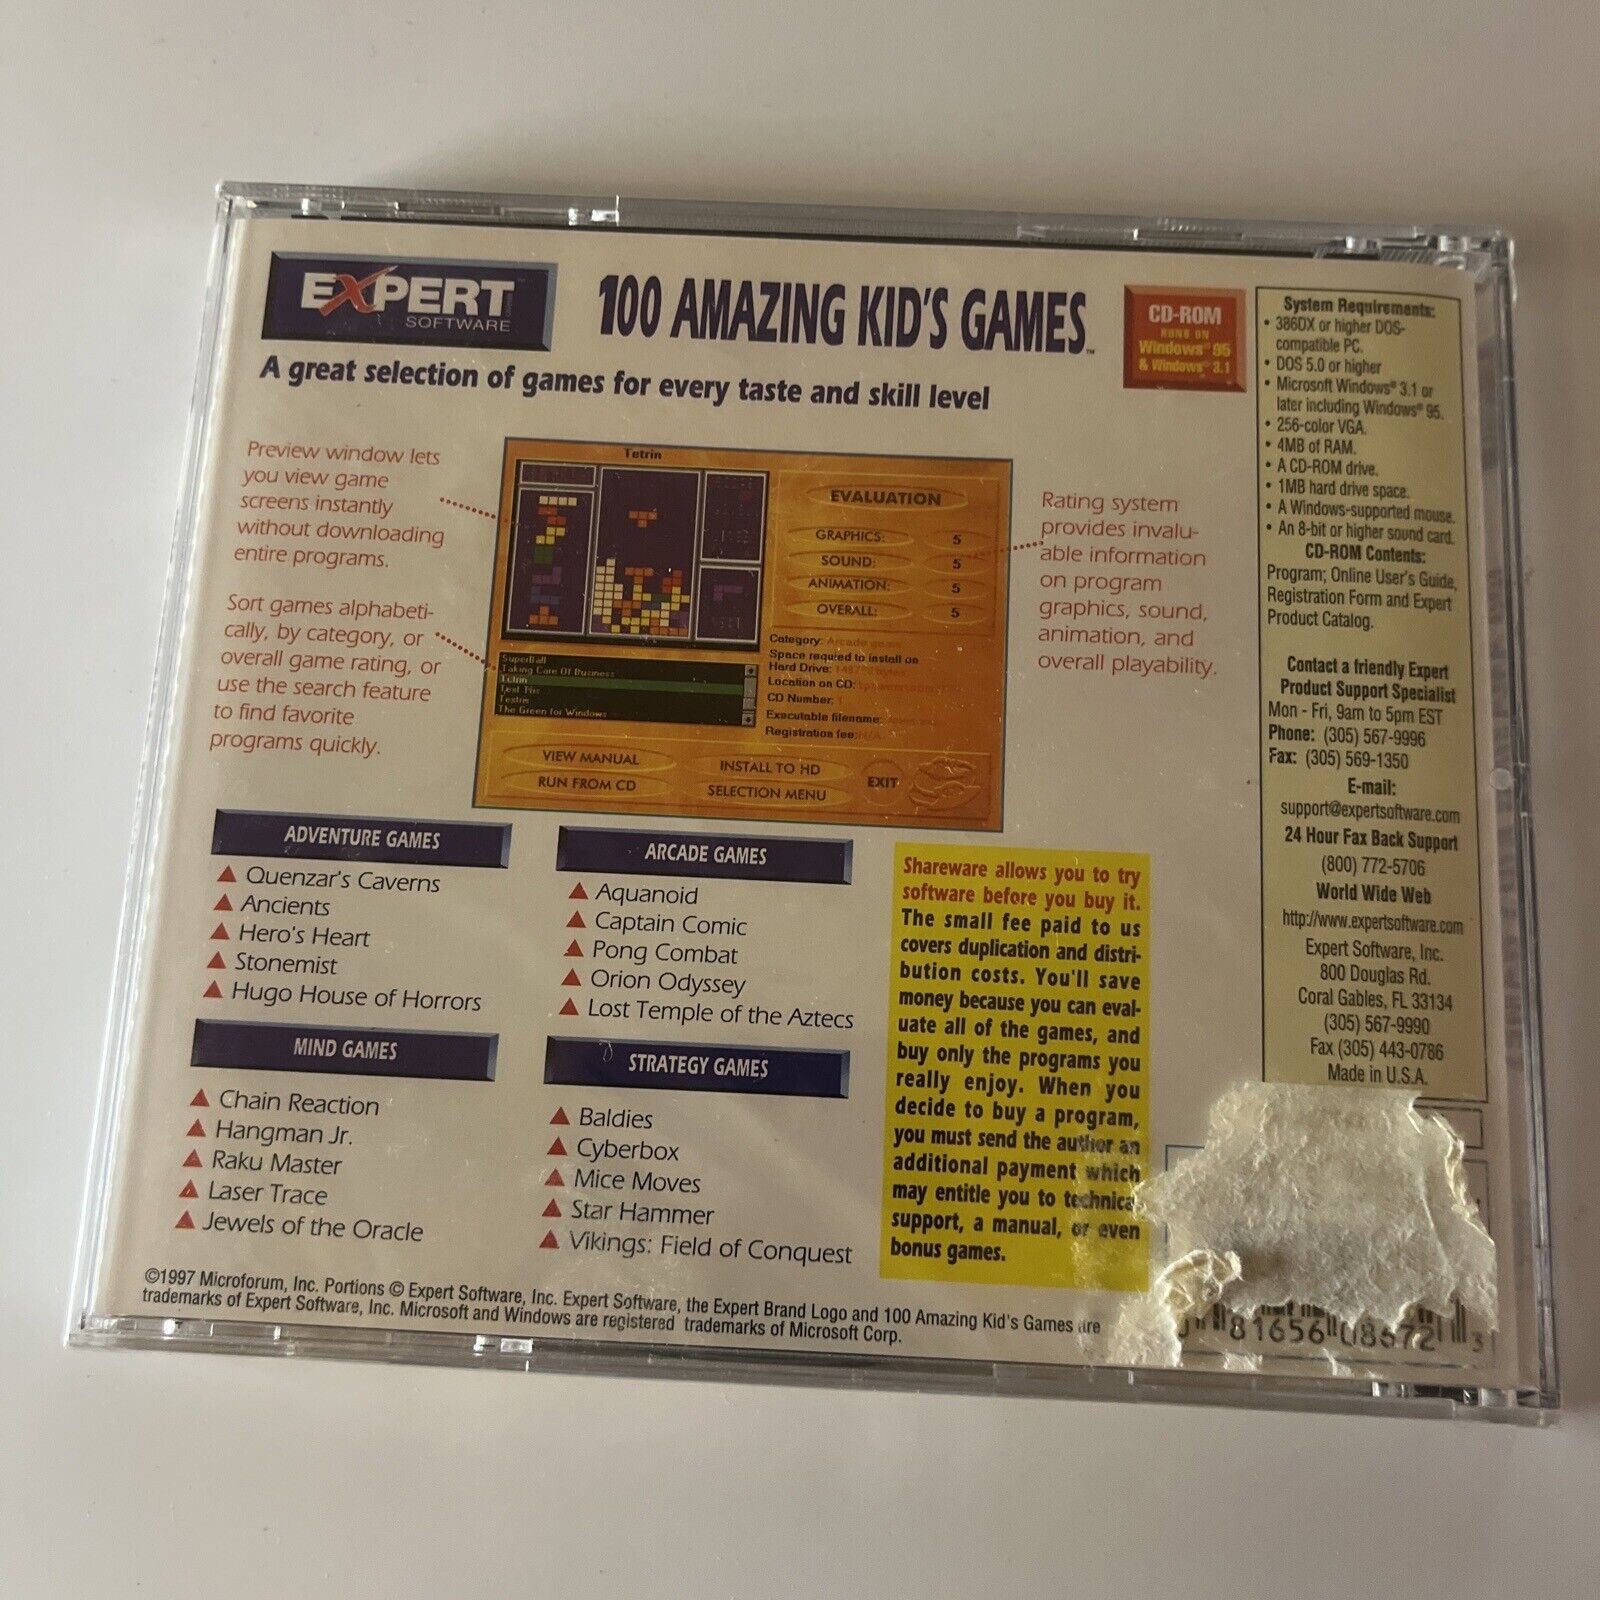 EXPERT
SOFTWARE
100 AMAZING KID'S GAMES™
CD-ROM
RUNS ON
Windows® 95
& Windows® 3.1
A great selection of games for every taste and skill level
Preview window lets
you view game
screens instantly
without downloading
entire programs.
Sort games alphabeti-
cally, by category, or
overall game rating, or
use the search feature
to find favorite
programs quickly.
Tetrin
EVALUATION
GRAPHICS: 5
SOUND: 5
ANIMATION: 5
OVERALL: 5
SuperBall
Taking Care Of Business
Tetrin
Text Tris
The Green for Windows
Category: Arcade game
Space required to install on
Hard Drive: bytes
Location on CD:
CD Number: 1
Executable filename:
Registration fee: N/A
VIEW MANUAL
RUN FROM CD
INSTALL TO HD
SELECTION MENU
EXIT
Rating system
provides invalu-
able information
on program
graphics, sound,
animation, and
overall playability.
ADVENTURE GAMES
Quenzar's Caverns
Ancients
Hero's Heart
Stonemist
Hugo House of Horrors
ARCADE GAMES
Aquanoid
Captain Comic
Pong Combat
Orion Odyssey
Lost Temple of the Aztecs
MIND GAMES
Chain Reaction
Hangman Jr.
Raku Master
Laser Trace
Jewels of the Oracle
STRATEGY GAMES
Baldies
Cyberbox
Mice Moves
Star Hammer
Vikings: Field of Conquest
Shareware allows you to try
software before you buy it.
The small fee paid to us
covers duplication and distri-
bution costs. You'll save
money because you can eval-
uate all of the games, and
buy only the programs you
really enjoy. When you
decide to buy a program,
you must send the author an
additional payment which
may entitle you to technical
support, a manual, or even
bonus games.
System Requirements:
• 386DX or higher DOS-
compatible PC.
• DOS 5.0 or higher
• Microsoft Windows® 3.1 or
later including Windows® 95.
• 256-color VGA.
• 4MB of RAM.
• A CD-ROM drive.
• 1MB hard drive space.
• A Windows-supported mouse.
• An 8-bit or higher sound card.
CD-ROM Contents:
Program; Online User's Guide,
Registration Form and Expert
Product Catalog.
Contact a friendly Expert
Product Support Specialist
Mon - Fri, 9am to 5pm EST
Phone: (305) 567-9996
Fax: (305) 569-1350
E-mail:
support@expertsoftware.com
24 Hour Fax Back Support
(800) 772-5706
World Wide Web
http://www.expertsoftware.com
Expert Software, Inc.
800 Douglas Rd.
Coral Gables, FL 33134
(305) 567-9990
Fax (305) 443-0786
Made in U.S.A.
©1997 Microforum, Inc. Portions © Expert Software, Inc. Expert Software, the Expert Brand Logo and 100 Amazing Kid's Games are
trademarks of Expert Software, Inc. Microsoft and Windows are registered trademarks of Microsoft Corp.
81656 08672 3